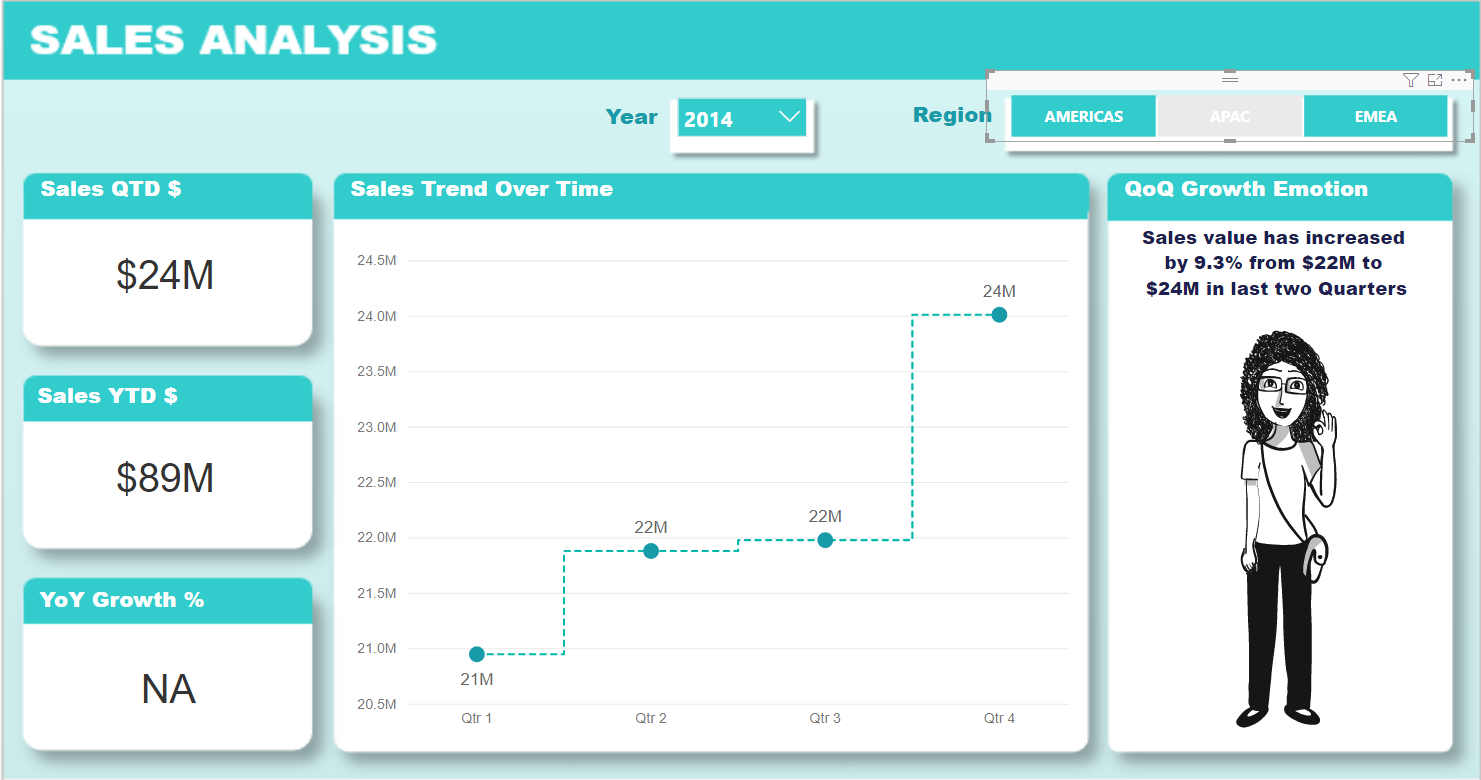 SALES ANALYSIS
Year
2014
Region
AMERICAS
APAC
EMEA
Sales QTD $
$24M
Sales YTD $
$89M
YoY Growth %
NA
Sales Trend Over Time
24.5M
24.0M
23.5M
23.0M
22.5M
22.0M
21.5M
21.0M
20.5M
21M
22M
22M
24M
Qtr 1
Qtr 2
Qtr 3
Qtr 4
QoQ Growth Emotion
Sales value has increased
by 9.3% from $22M to
$24M in last two Quarters